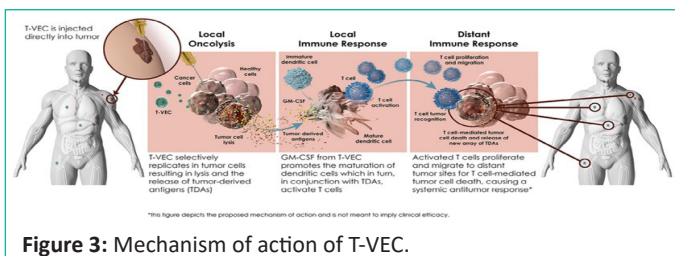 T-VEC is injected
directly into tumor
Local
Oncolysis
Cancer
cells
Healthy
cells
T-VEC
Tumor cell
lysis
T-VEC selectively
replicates in tumor cells
resulting in lysis and the
release of tumor-derived
antigens (TDAs)
Local
Immune Response
Immature
dendritic cell
T cell
GM-CSF
T cell
activation
Tumor-derived
antigens
Mature
dendritic cell
GM-CSF from T-VEC
promotes the maturation of
dendritic cells which in turn,
in conjunction with TDAs,
activate T cells
Distant
Immune Response
T cell proliferation
and migration
T cell tumor
recognition
T cell-mediated tumor
cell death and release of
new array of TDAs
Activated T cells proliferate
and migrate to distant
tumor sites for T cell-mediated
tumor cell death, causing a
systemic antitumor response*
*this figure depicts the proposed mechanism of action and is not meant to imply clinical efficacy.
Figure 3: Mechanism of action of T-VEC.